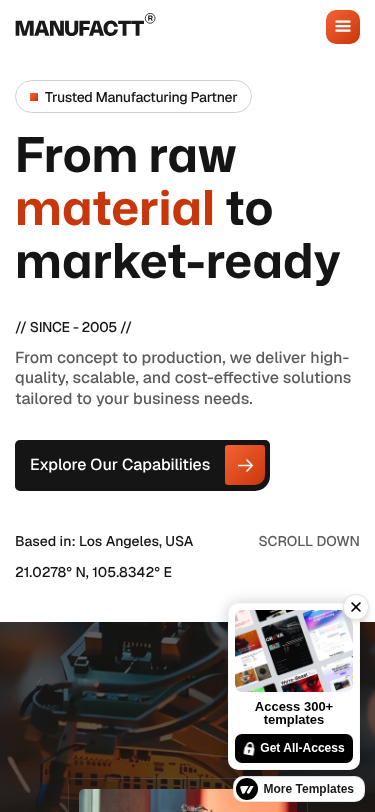 MANUFACTT®
Trusted Manufacturing Partner
From raw
material to
market-ready
// SINCE - 2005 //
From concept to production, we deliver high-
quality, scalable, and cost-effective solutions
tailored to your business needs.
Explore Our Capabilities
Based in: Los Angeles, USA
SCROLL DOWN
21.0278° N, 105.8342° E
Access 300+
templates
Get All-Access
More Templates